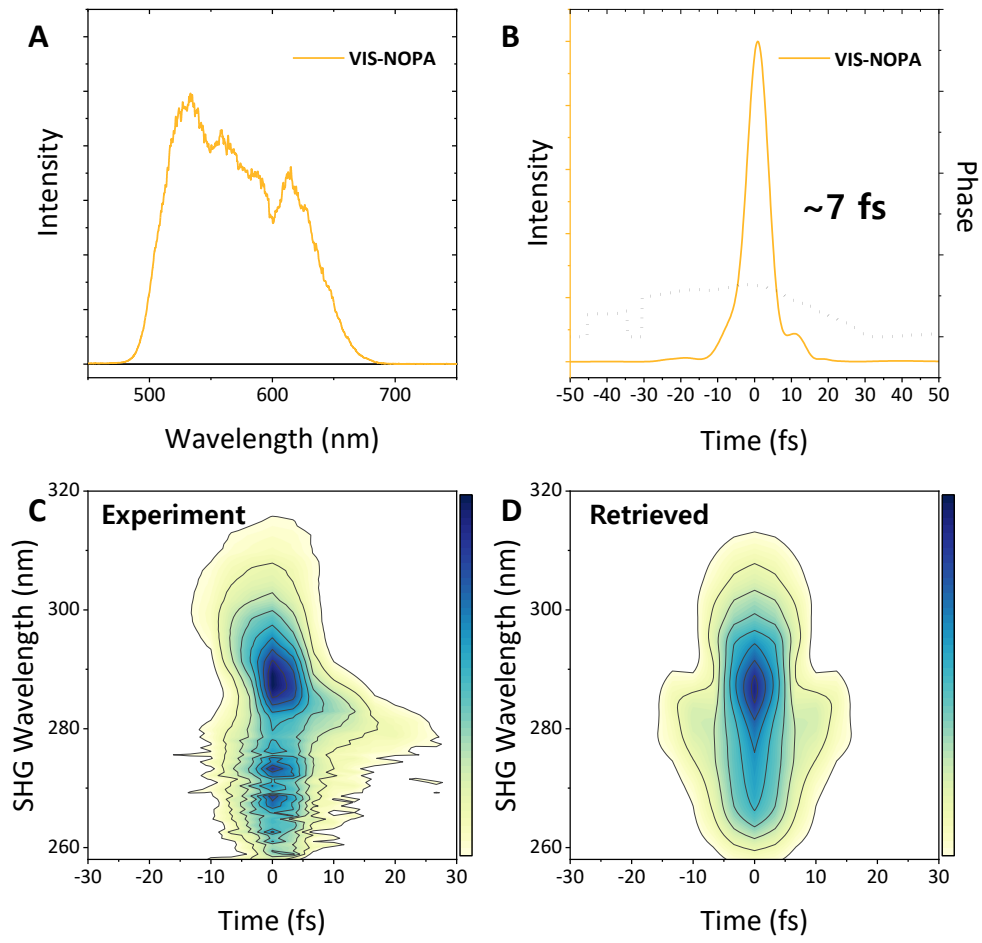 A
VIS-NOPA
Intensity
500
600
700
Wavelength (nm)
B
VIS-NOPA
~7 fs
Intensity
Phase
-50 -40 -30 -20 -10 0 10 20 30 40 50
Time (fs)
C
Experiment
SHG Wavelength (nm)
320
300
280
260
-30 -20 -10 0 10 20 30
Time (fs)
D
Retrieved
SHG Wavelength (nm)
320
300
280
260
-30 -20 -10 0 10 20 30
Time (fs)